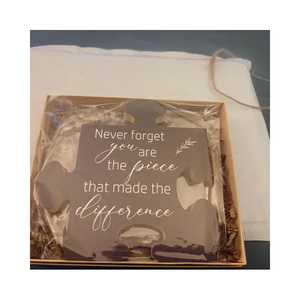 Never forget
you are
the piece
that made the
difference